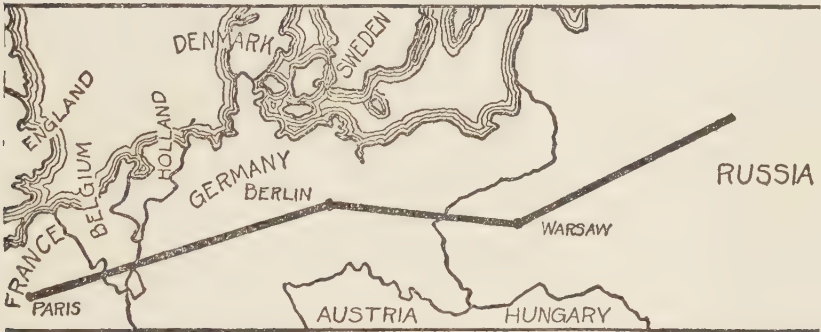 DENMARK
SWEDEN
ENGLAND
HOLLAND
BELGIUM
GERMANY
BERLIN
RUSSIA
WARSAW
FRANCE
PARIS
AUSTRIA
HUNGARY